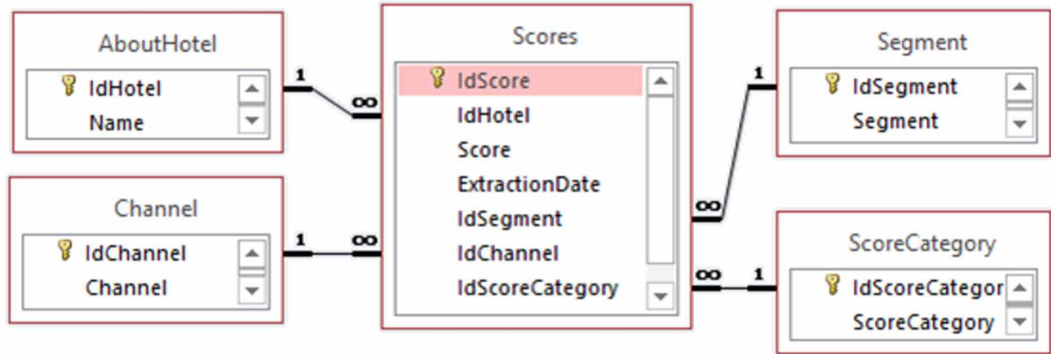 AboutHotel
IdHotel
Name
1
∞
Channel
IdChannel
Channel
1
∞
Scores
IdScore
IdHotel
Score
ExtractionDate
IdSegment
IdChannel
IdScoreCategory
Segment
IdSegment
Segment
1
∞
ScoreCategory
IdScoreCategor
ScoreCategory
∞
1